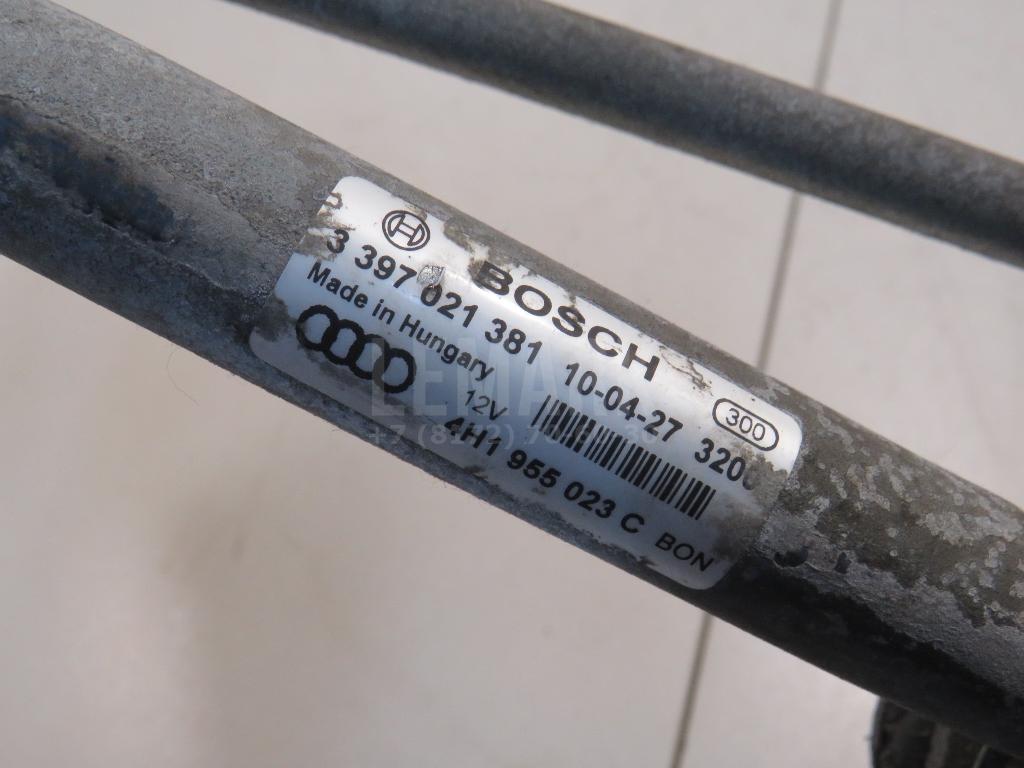 BOSCH
3 397 021 381 10-04-27
300
Made in Hungary
12V
4H1 955 023 C BON